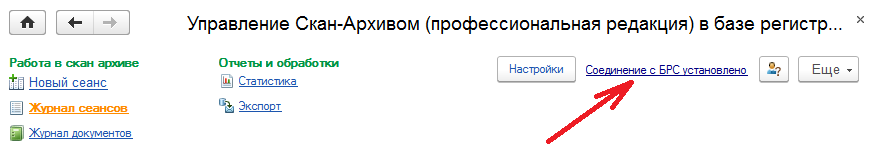 Управление Скан-Архивом (профессиональная редакция) в базе регистр...
Работа в скан архиве
Новый сеанс
Журнал сеансов
Журнал документов
Отчеты и обработки
Статистика
Экспорт
Настройки
Соединение с БРС установлено
Еще